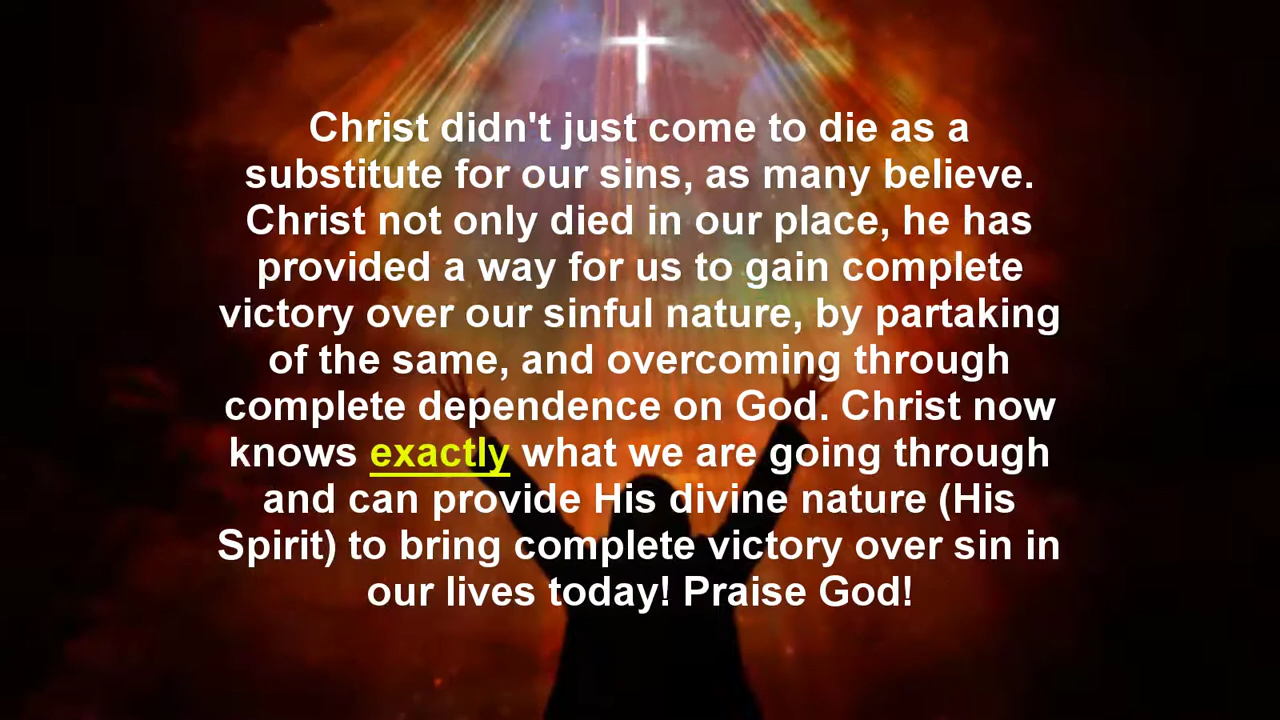 Christ didn't just come to die as a
substitute for our sins, as many believe.
Christ not only died in our place, he has
provided a way for us to gain complete
victory over our sinful nature, by partaking
of the same, and overcoming through
complete dependence on God. Christ now
knows exactly what we are going through
and can provide His divine nature (His
Spirit) to bring complete victory over sin in
our lives today! Praise God!